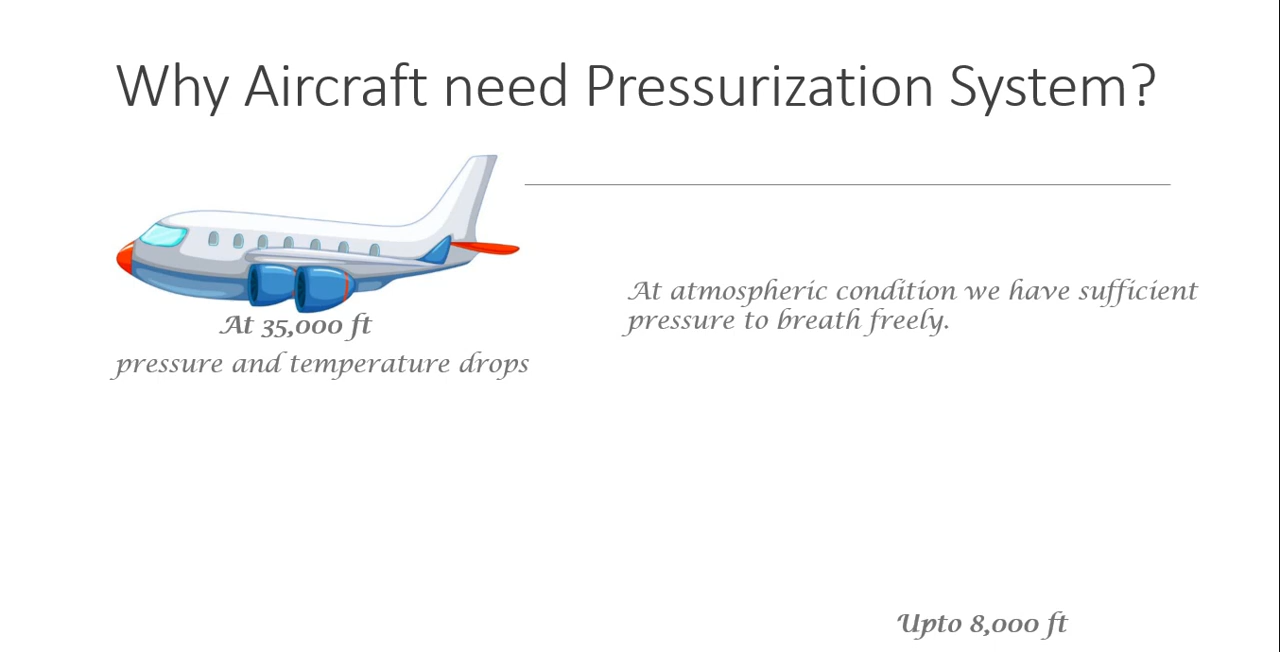 Why Aircraft need Pressurization System?
At 35,000 ft
pressure and temperature drops
At atmospheric condition we have sufficient
pressure to breath freely.
Upto 8,000 ft